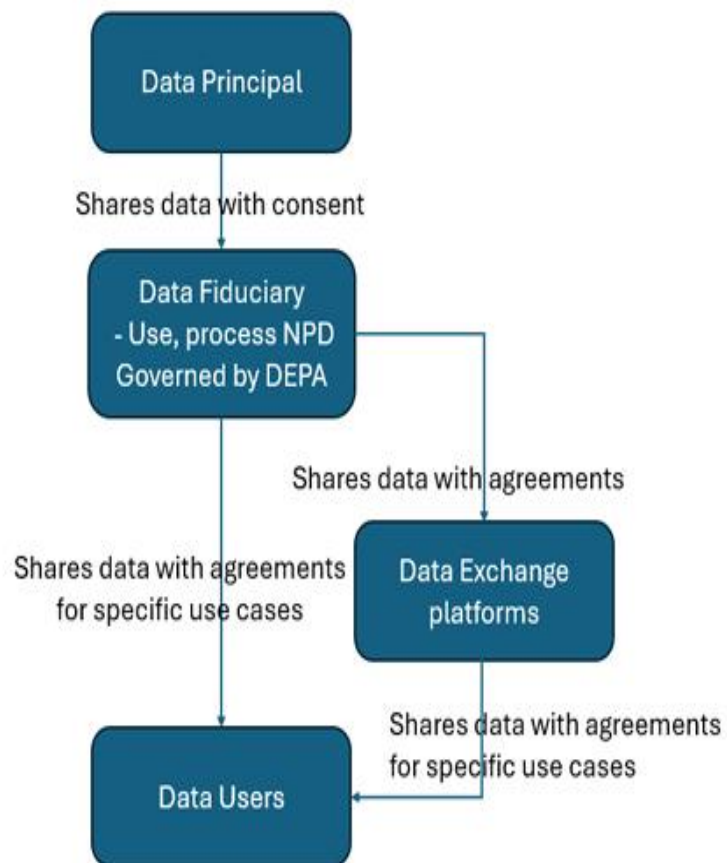 Data Principal
Shares data with consent
Data Fiduciary
- Use, process NPD
Governed by DEPA
Shares data with agreements
Shares data with agreements
for specific use cases
Data Exchange
platforms
Shares data with agreements
for specific use cases
Data Users